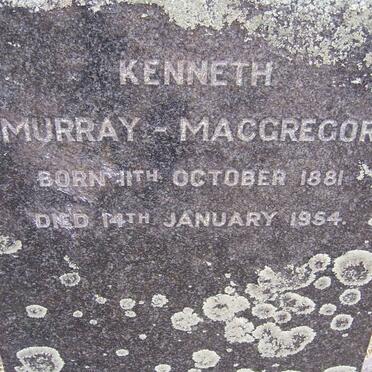 KENNETH
MURRAY - MACGREGOR
BORN 11TH OCTOBER 1881
DIED 14TH JANUARY 1954.